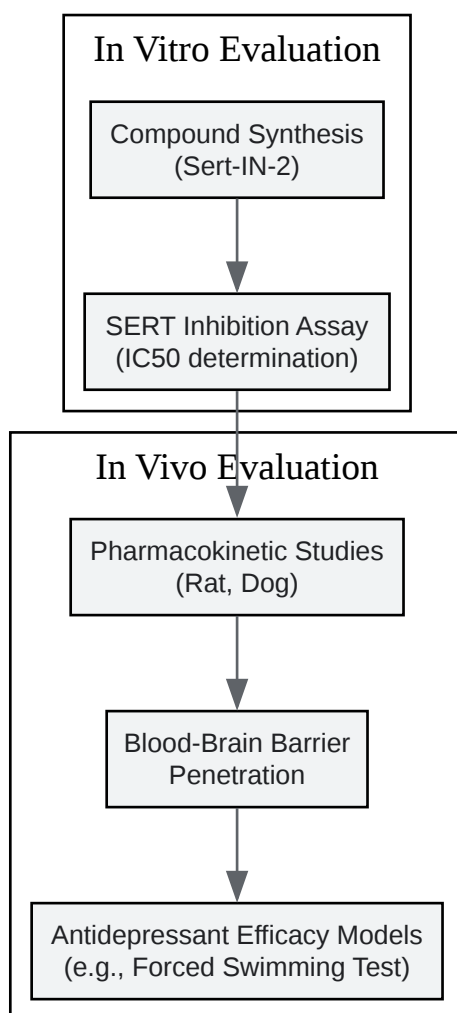 In Vitro Evaluation
Compound Synthesis
(Sert-IN-2)
SERT Inhibition Assay
(IC50 determination)
In Vivo Evaluation
Pharmacokinetic Studies
(Rat, Dog)
Blood-Brain Barrier
Penetration
Antidepressant Efficacy Models
(e.g., Forced Swimming Test)